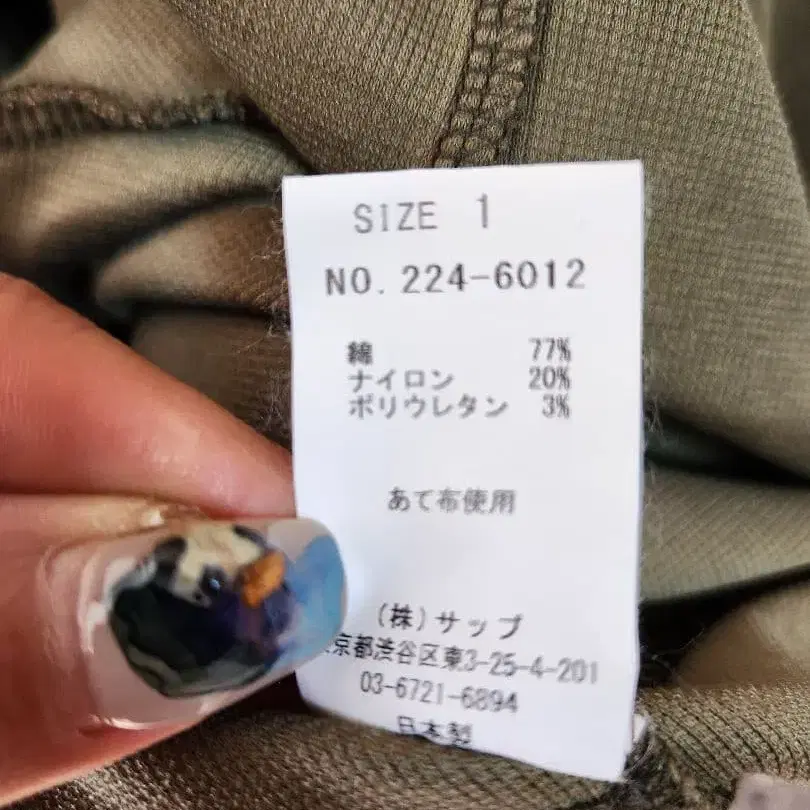 SIZE 1
NO. 224-6012
綿 77%
ナイロン 20%
ポリウレタン 3%
あて布使用
(株)サップ
京都渋谷区東3-25-4-201
03-6721-6894
日本製